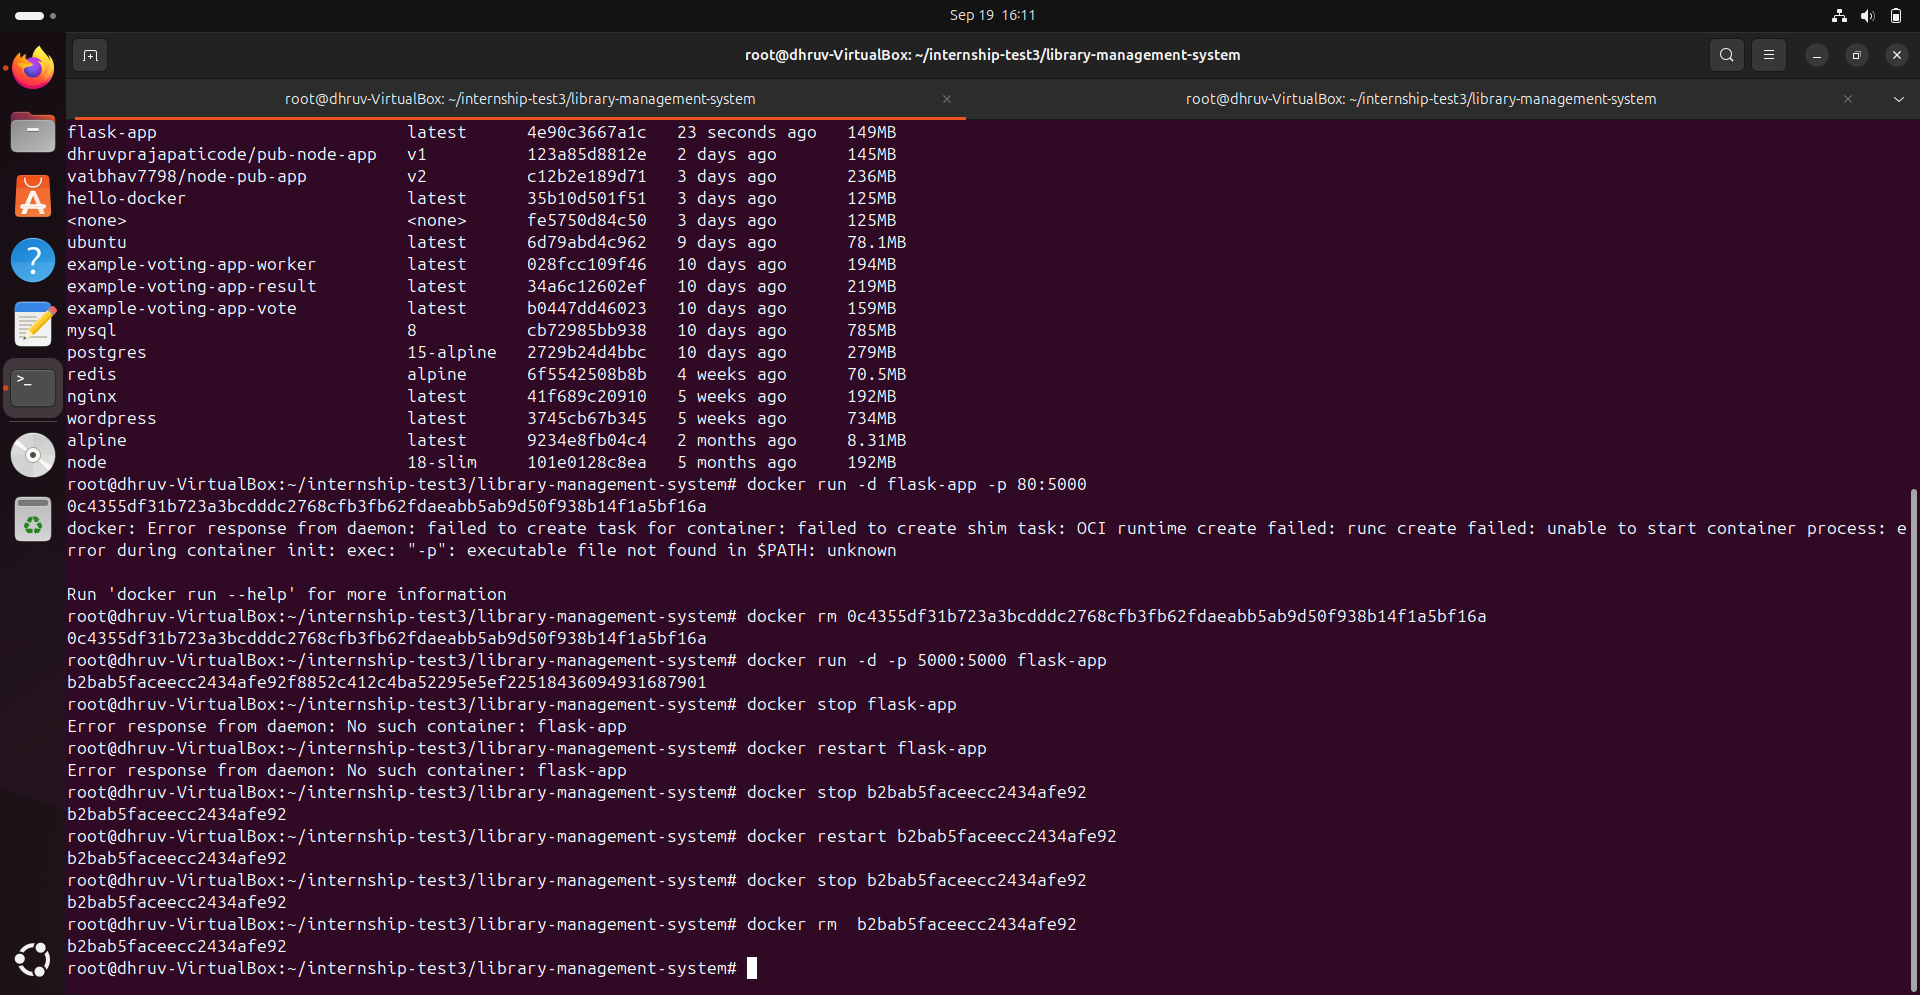 Sep 19 16:11
root@dhruv-VirtualBox: ~/internship-test3/library-management-system
root@dhruv-VirtualBox: ~/internship-test3/library-management-system
root@dhruv-VirtualBox: ~/internship-test3/library-management-system
flask-app latest 4e90c3667a1c 23 seconds ago 149MB
dhruvprajapaticode/pub-node-app v1 123a85d8812e 2 days ago 145MB
vaibhav7798/node-pub-app v2 c12b2e189d71 3 days ago 236MB
hello-docker latest 35b10d501f51 3 days ago 125MB
<none> <none> fe5750d84c50 3 days ago 125MB
ubuntu latest 6d79abd4c962 9 days ago 78.1MB
example-voting-app-worker latest 028fcc109f46 10 days ago 194MB
example-voting-app-result latest 34a6c12602ef 10 days ago 219MB
example-voting-app-vote latest b0447dd46023 10 days ago 159MB
mysql 8 cb72985bb938 10 days ago 785MB
postgres 15-alpine 2729b24d4bbc 10 days ago 279MB
redis alpine 6f5542508b8b 4 weeks ago 70.5MB
nginx latest 41f689c20910 5 weeks ago 192MB
wordpress latest 3745cb67b345 5 weeks ago 734MB
alpine latest 9234e8fb04c4 2 months ago 8.31MB
node 18-slim 101e0128c8ea 5 months ago 192MB
root@dhruv-VirtualBox:~/internship-test3/library-management-system# docker run -d flask-app -p 80:5000
0c4355df31b723a3bcdddc2768cfb3fb62fdaeabb5ab9d50f938b14f1a5bf16a
docker: Error response from daemon: failed to create task for container: failed to create shim task: OCI runtime create failed: runc create failed: unable to start container process: e
rror during container init: exec: "-p": executable file not found in $PATH: unknown
Run 'docker run --help' for more information
root@dhruv-VirtualBox:~/internship-test3/library-management-system# docker rm 0c4355df31b723a3bcdddc2768cfb3fb62fdaeabb5ab9d50f938b14f1a5bf16a
0c4355df31b723a3bcdddc2768cfb3fb62fdaeabb5ab9d50f938b14f1a5bf16a
root@dhruv-VirtualBox:~/internship-test3/library-management-system# docker run -d -p 5000:5000 flask-app
b2bab5faceecc2434afe92f8852c412c4ba52295e5ef22518436094931687901
root@dhruv-VirtualBox:~/internship-test3/library-management-system# docker stop flask-app
Error response from daemon: No such container: flask-app
root@dhruv-VirtualBox:~/internship-test3/library-management-system# docker restart flask-app
Error response from daemon: No such container: flask-app
root@dhruv-VirtualBox:~/internship-test3/library-management-system# docker stop b2bab5faceecc2434afe92
b2bab5faceecc2434afe92
root@dhruv-VirtualBox:~/internship-test3/library-management-system# docker restart b2bab5faceecc2434afe92
b2bab5faceecc2434afe92
root@dhruv-VirtualBox:~/internship-test3/library-management-system# docker stop b2bab5faceecc2434afe92
b2bab5faceecc2434afe92
root@dhruv-VirtualBox:~/internship-test3/library-management-system# docker rm  b2bab5faceecc2434afe92
b2bab5faceecc2434afe92
root@dhruv-VirtualBox:~/internship-test3/library-management-system#